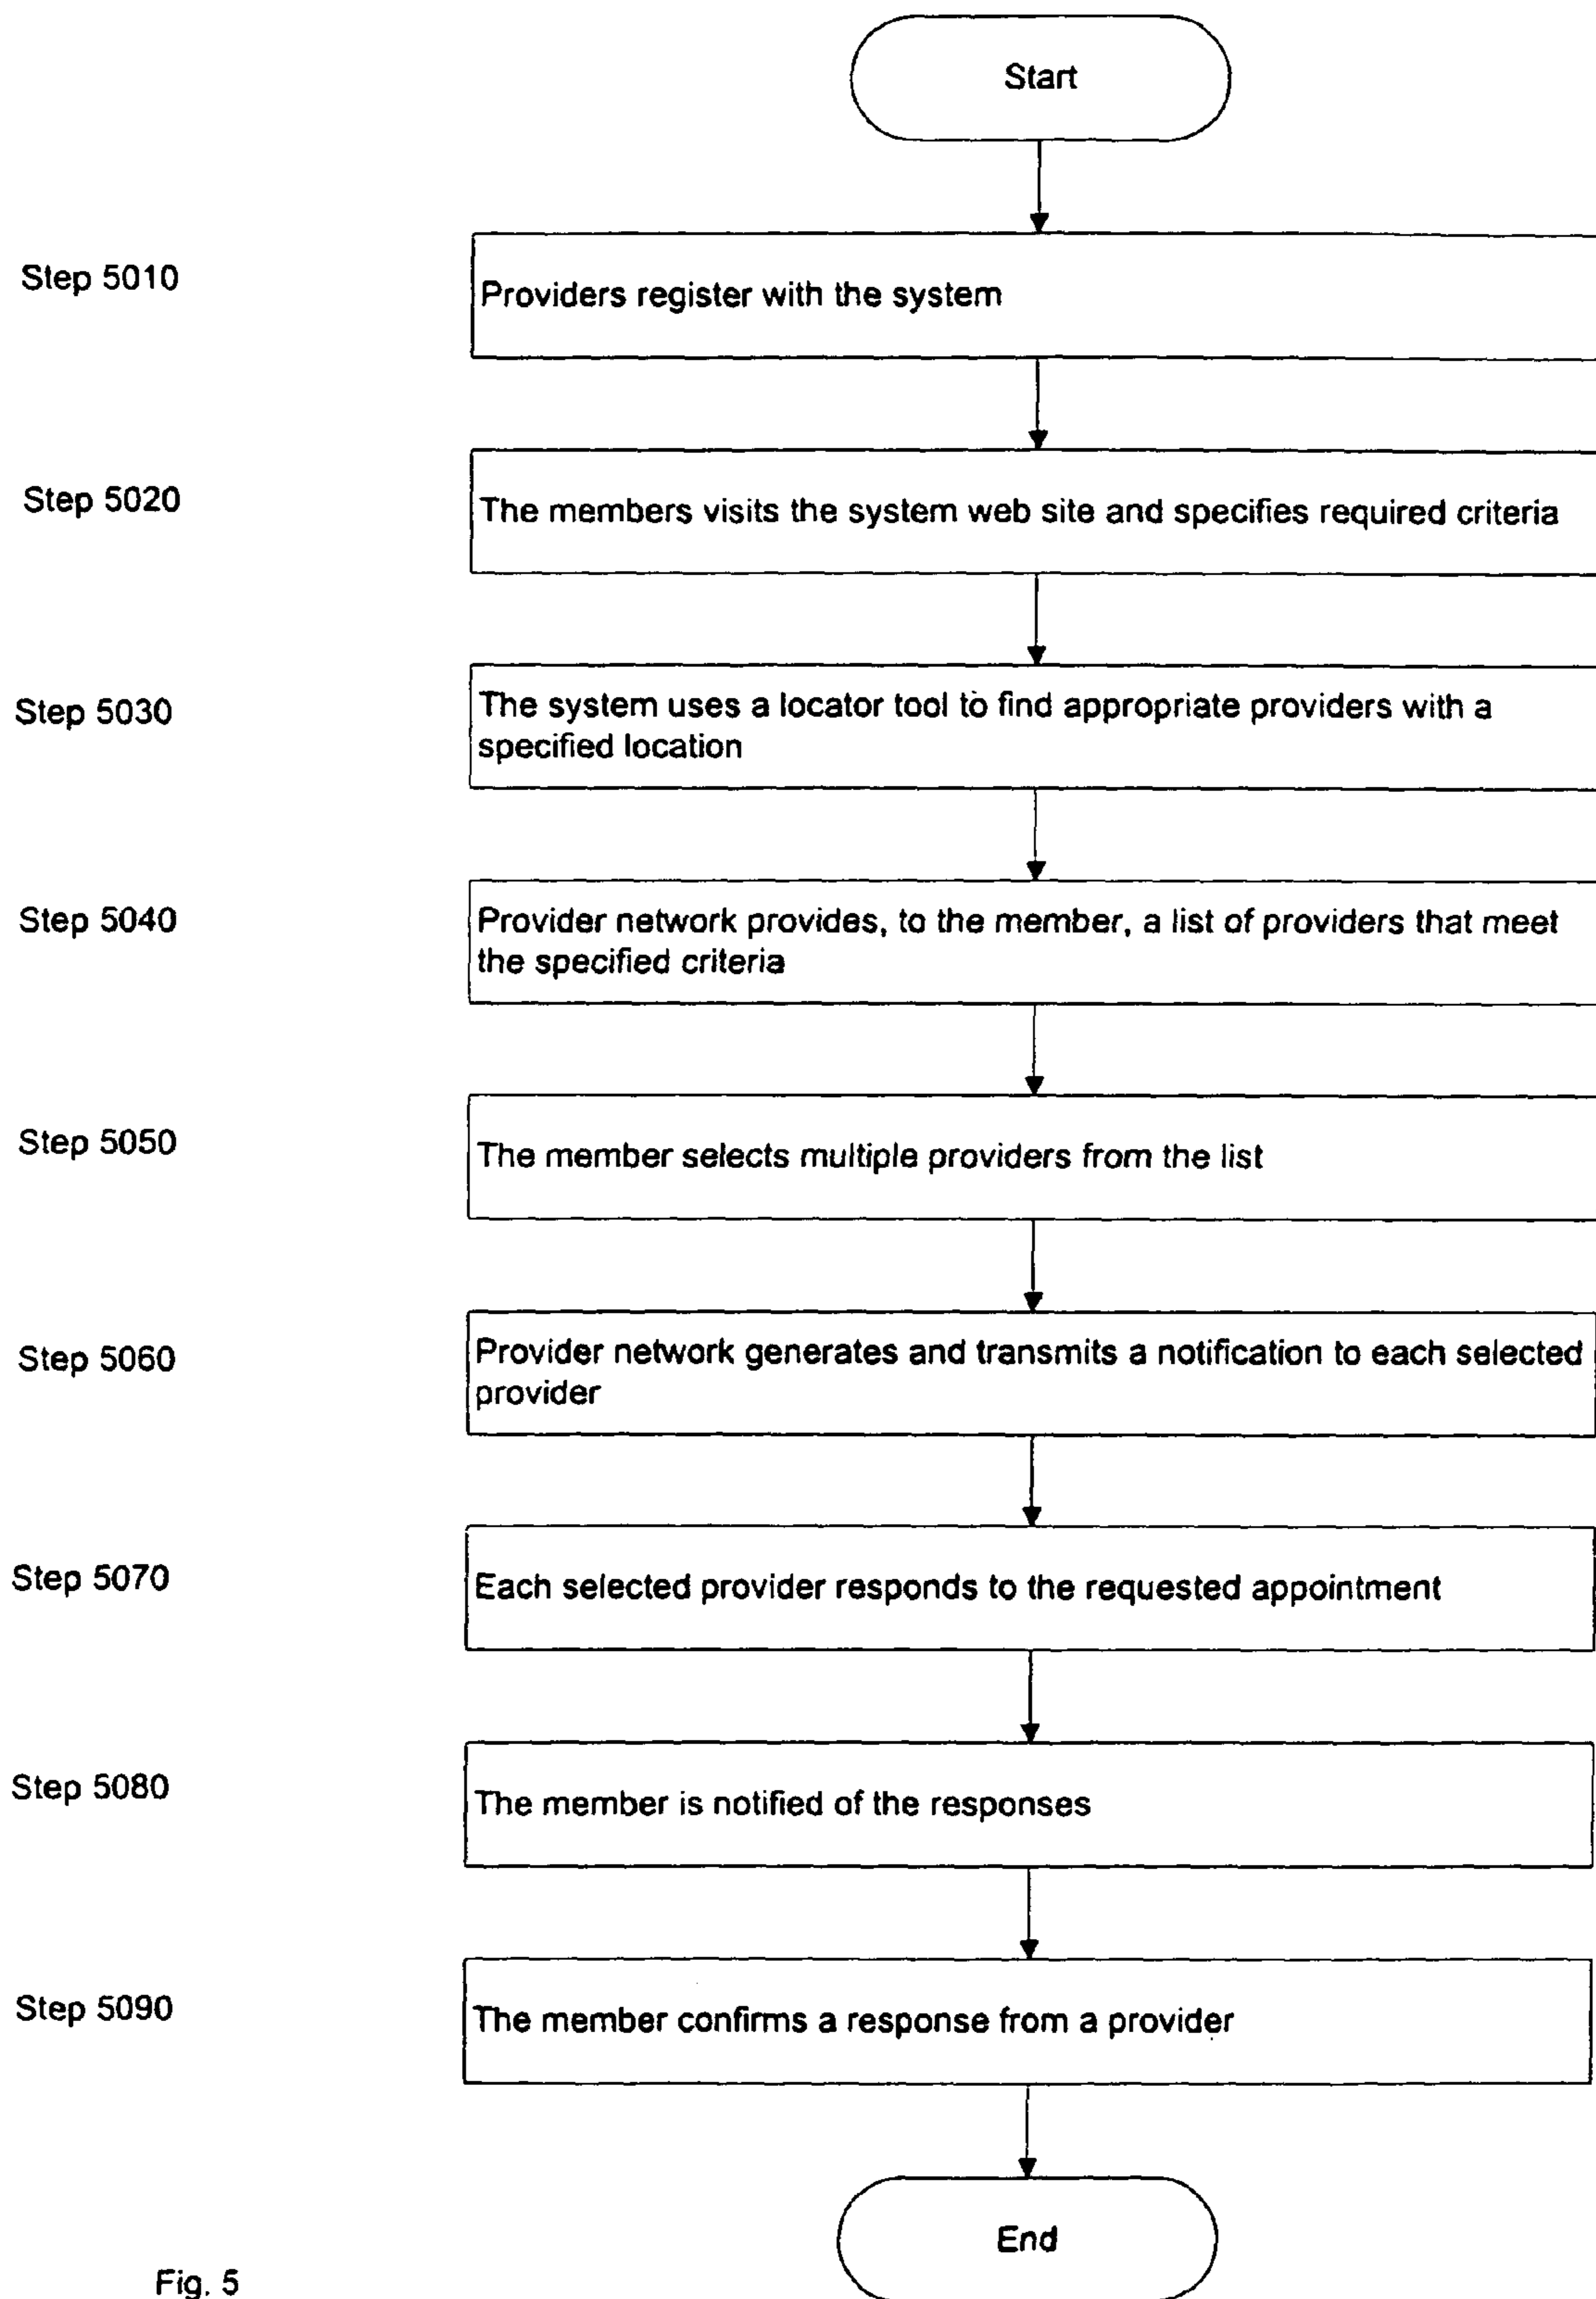 Start
Step 5010
Providers register with the system
Step 5020
The members visits the system web site and specifies required criteria
Step 5030
The system uses a locator tool to find appropriate providers with a
specified location
Step 5040
Provider network provides, to the member, a list of providers that meet
the specified criteria
Step 5050
The member selects multiple providers from the list
Step 5060
Provider network generates and transmits a notification to each selected
provider
Step 5070
Each selected provider responds to the requested appointment
Step 5080
The member is notified of the responses
Step 5090
The member confirms a response from a provider
End
Fig. 5